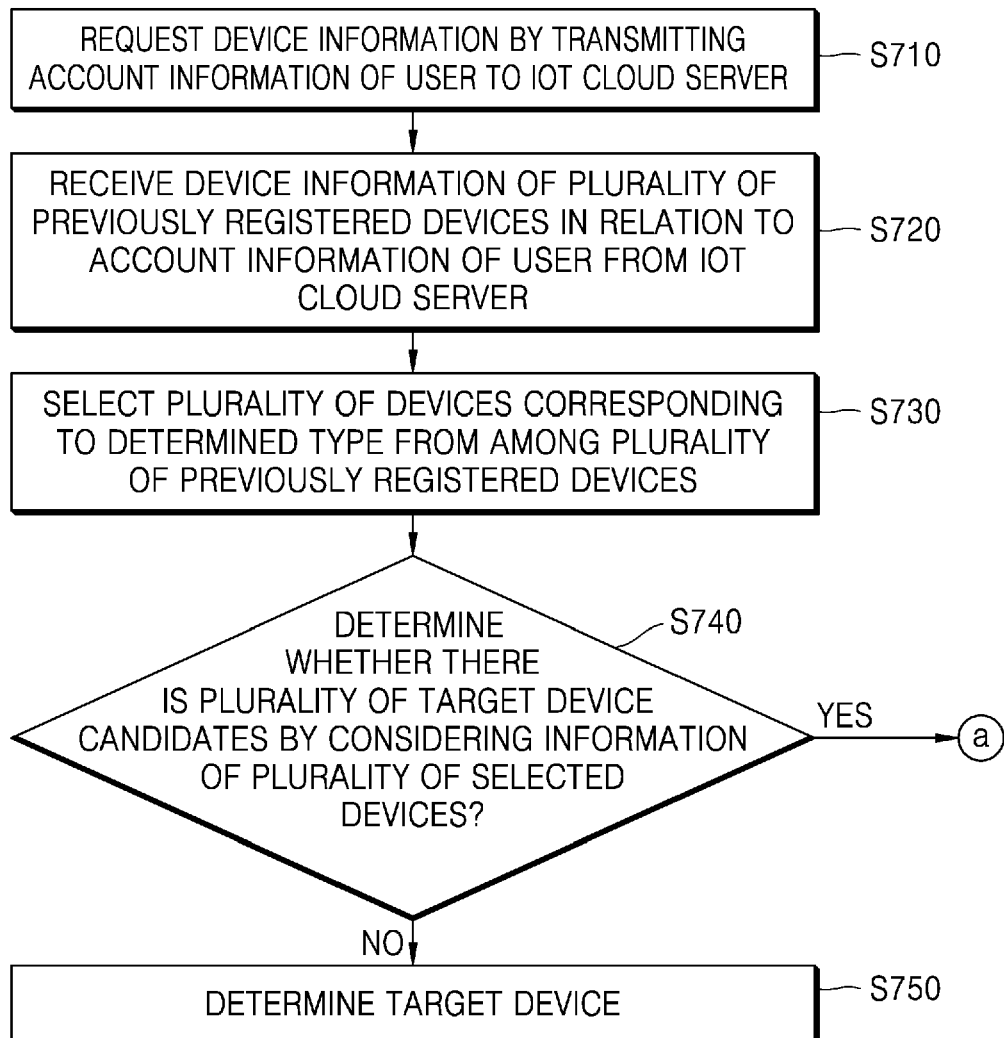 REQUEST DEVICE INFORMATION BY TRANSMITTING
ACCOUNT INFORMATION OF USER TO IOT CLOUD SERVER
S710
RECEIVE DEVICE INFORMATION OF PLURALITY OF
PREVIOUSLY REGISTERED DEVICES IN RELATION TO
ACCOUNT INFORMATION OF USER FROM IOT
CLOUD SERVER
S720
SELECT PLURALITY OF DEVICES CORRESPONDING
TO DETERMINED TYPE FROM AMONG PLURALITY
OF PREVIOUSLY REGISTERED DEVICES
S730
DETERMINE
WHETHER THERE
IS PLURALITY OF TARGET DEVICE
CANDIDATES BY CONSIDERING INFORMATION
OF PLURALITY OF SELECTED
DEVICES?
S740
YES
a
NO
DETERMINE TARGET DEVICE
S750